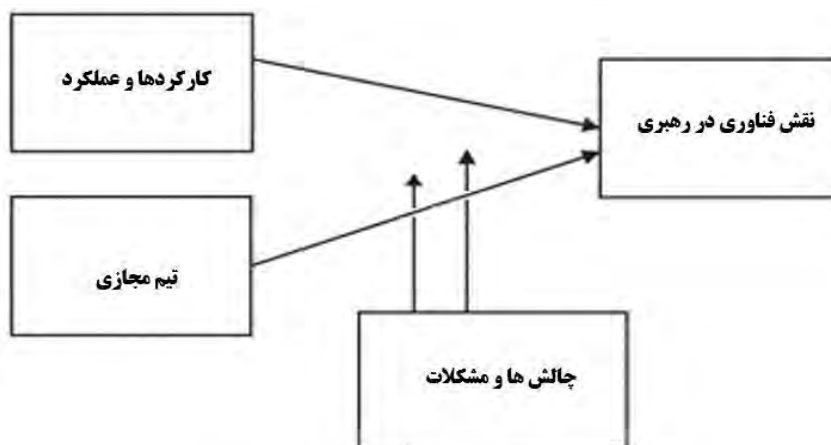 کارکردها و عملکرد
نقش فناوری در رهبری
تیم مجازی
چالش ها و مشکلات